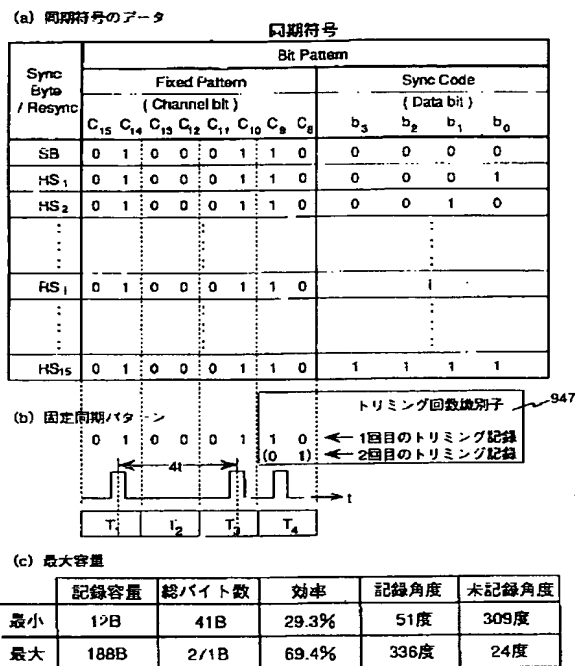 (a) 同期符号のデータ
同期符号
Sync Byte / Resync
Bit Pattern
Fixed Pattern
(Channel bit)
Sync Code
(Data bit)
C15 C14 C13 C12 C11 C10 C9 C8 b3 b2 b1 b0
SB 0 1 0 0 0 1 1 0 0 0 0 0
RS1 0 1 0 0 0 1 1 0 0 0 0 1
RS2 0 1 0 0 0 1 1 0 0 0 1 0
RSi 0 1 0 0 0 1 1 0 i
RS15 0 1 0 0 0 1 1 0 1 1 1 1
(b) 固定同期パターン
トリミング回数識別子 947
0 1 0 0 0 1 1 0 ← 1回目のトリミング記録
(0 1) ← 2回目のトリミング記録
4t
t
T1 T2 T3 T4
(c) 最大容量
記録容量 総バイト数 効率 記録角度 未記録角度
最小 12B 41B 29.3% 51度 309度
最大 188B 271B 69.4% 336度 24度